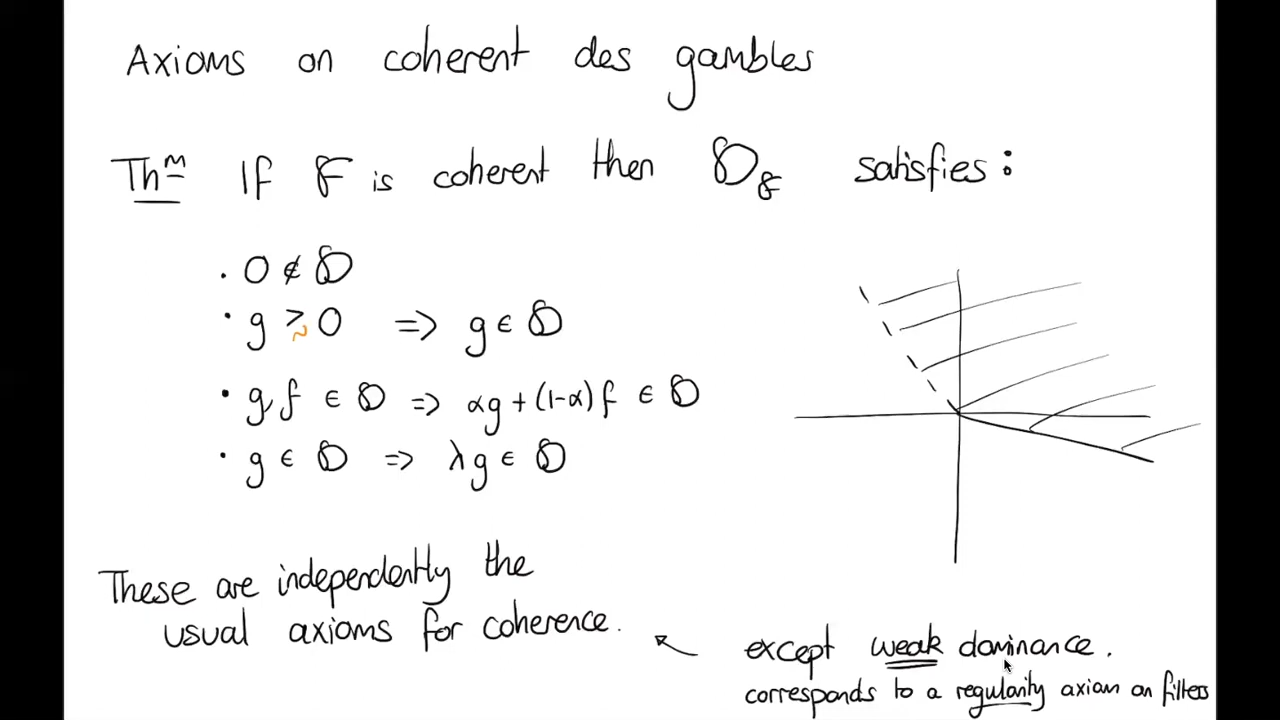 Axioms on coherent des gambles
Thm If F is coherent then D_F satisfies:
· 0 ∉ D
· g ≳ 0 => g ∈ D
· g, f ∈ D => αg + (1-α)f ∈ D
· g ∈ D => λg ∈ D
These are independently the
usual axioms for coherence.
except weak dominance.
corresponds to a regularity axiom on filters